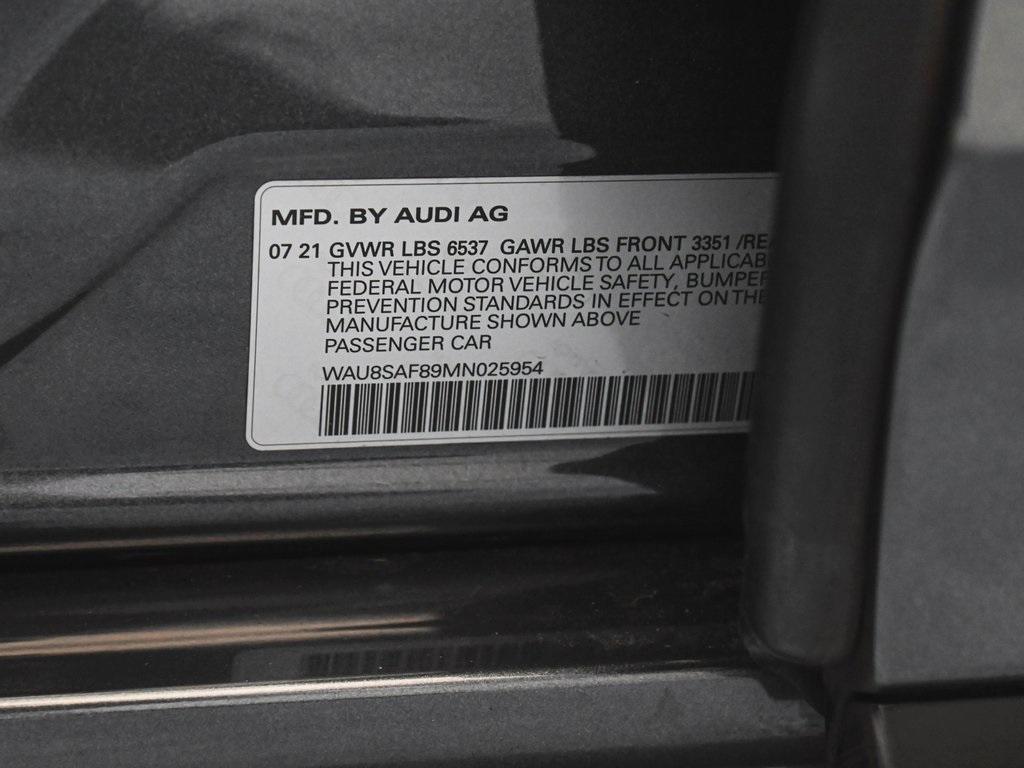 MFD. BY AUDI AG
07 21 GVWR LBS 6537 GAWR LBS FRONT 3351 /RE
THIS VEHICLE CONFORMS TO ALL APPLICAB
FEDERAL MOTOR VEHICLE SAFETY, BUMPER
PREVENTION STANDARDS IN EFFECT ON THE
MANUFACTURE SHOWN ABOVE
PASSENGER CAR
WAU8SAF89MN025954